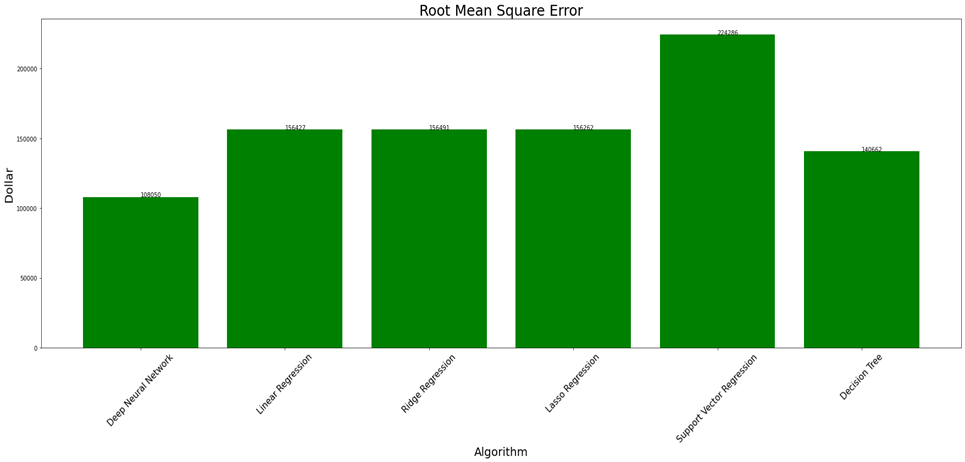 Root Mean Square Error
Dollar
200000
150000
100000
50000
0
108050
156427
156491
156262
224286
140662
Deep Neural Network
Linear Regression
Ridge Regression
Lasso Regression
Support Vector Regression
Decision Tree
Algorithm